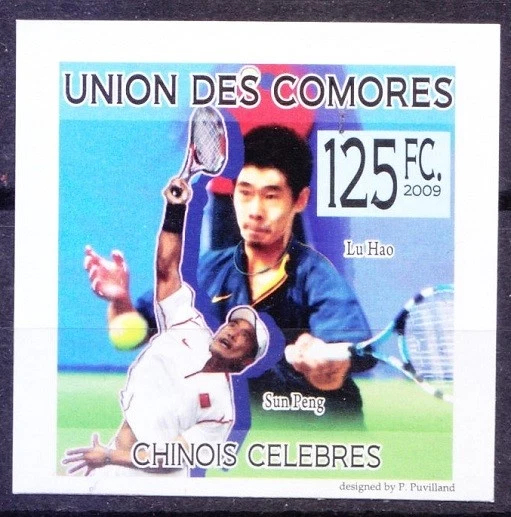 UNION DES COMORES
125 FC.
2009
Lu Hao
Sun Peng
CHINOIS CELEBRES
designed by P. Puvilland